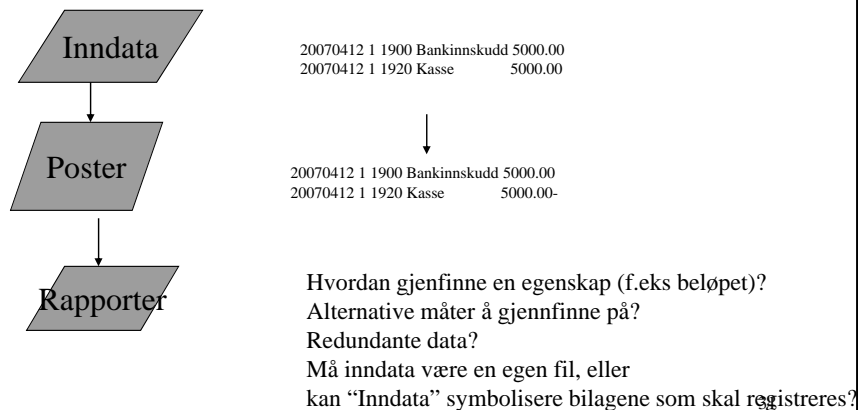 Inndata
20070412 1 1900 Bankinnskudd 5000.00
20070412 1 1920 Kasse 5000.00
Poster
20070412 1 1900 Bankinnskudd 5000.00
20070412 1 1920 Kasse 5000.00-
Rapporter
Hvordan gjenfinne en egenskap (f.eks beløpet)?
Alternative måter å gjennfinne på?
Redundante data?
Må inndata være en egen fil, eller
kan “Inndata” symbolisere bilagene som skal registreres?